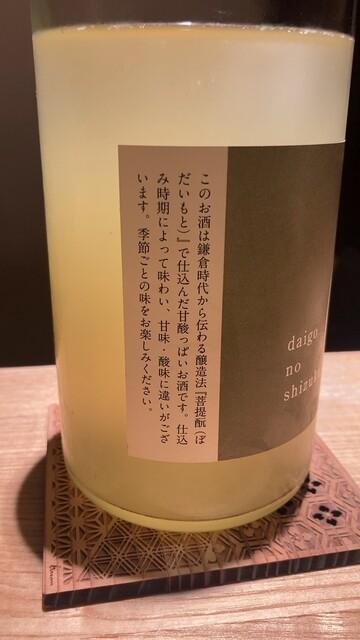 このお酒は鎌倉時代から伝わる醸造法『菩提酛(ぼ
だいもと)』で仕込んだ甘酸っぱいお酒です。仕込
み時期によって味わい、甘味・酸味に違いがござ
います。季節ごとの味をお楽しみください。
daigo
no